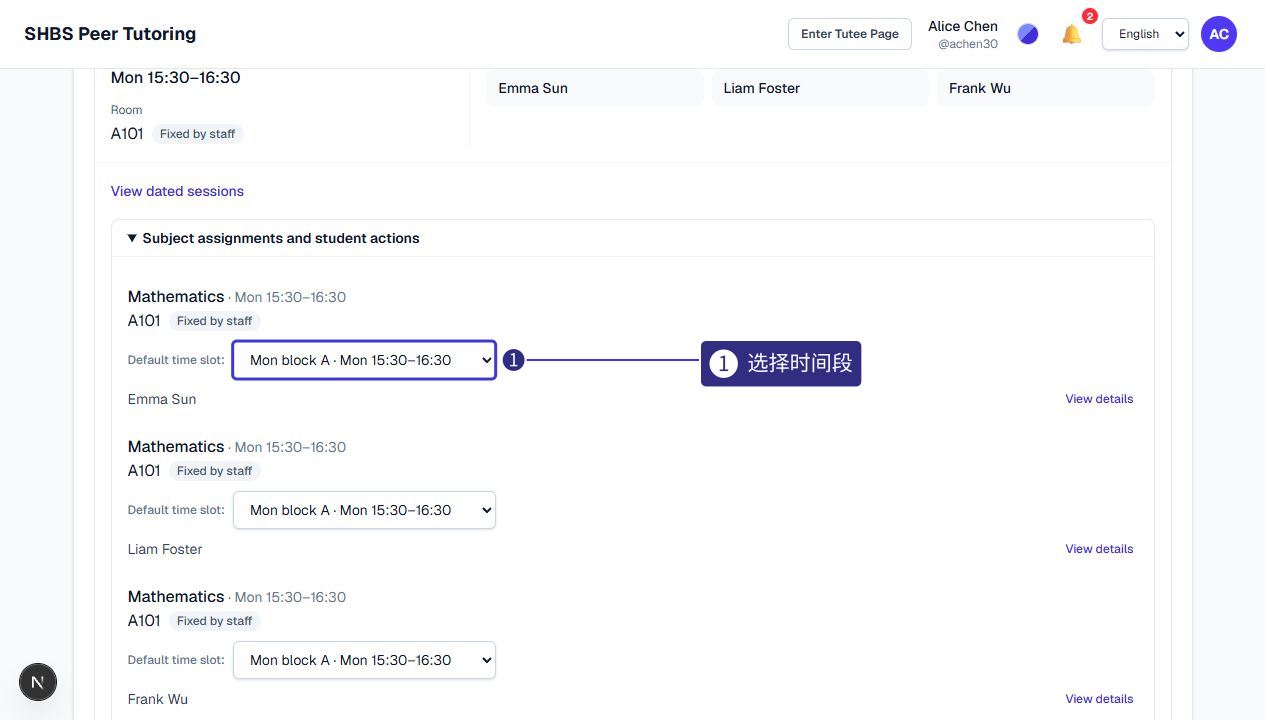 SHBS Peer Tutoring
Enter Tutee Page
Alice Chen
@achen30
2
English
AC
Mon 15:30–16:30
Room
A101 Fixed by staff
Emma Sun
Liam Foster
Frank Wu
View dated sessions
▼ Subject assignments and student actions
Mathematics · Mon 15:30–16:30
A101 Fixed by staff
Default time slot: Mon block A · Mon 15:30–16:30
1
1 选择时间段
Emma Sun
View details
Mathematics · Mon 15:30–16:30
A101 Fixed by staff
Default time slot: Mon block A · Mon 15:30–16:30
Liam Foster
View details
Mathematics · Mon 15:30–16:30
A101 Fixed by staff
Default time slot: Mon block A · Mon 15:30–16:30
Frank Wu
View details
N